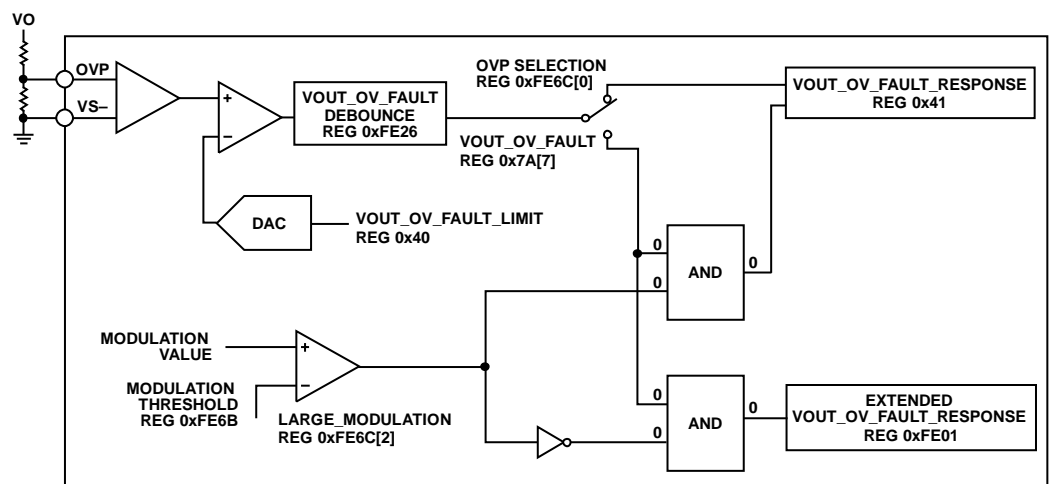 VO
OVP
VS–
+
–
VOUT_OV_FAULT
DEBOUNCE
REG 0xFE26
OVP SELECTION
REG 0xFE6C[0]
VOUT_OV_FAULT
REG 0x7A[7]
VOUT_OV_FAULT_RESPONSE
REG 0x41
DAC
VOUT_OV_FAULT_LIMIT
REG 0x40
0
0
AND
0
MODULATION
VALUE
+
–
MODULATION
THRESHOLD
REG 0xFE6B
LARGE_MODULATION
REG 0xFE6C[2]
0
0
AND
0
EXTENDED
VOUT_OV_FAULT_RESPONSE
REG 0xFE01